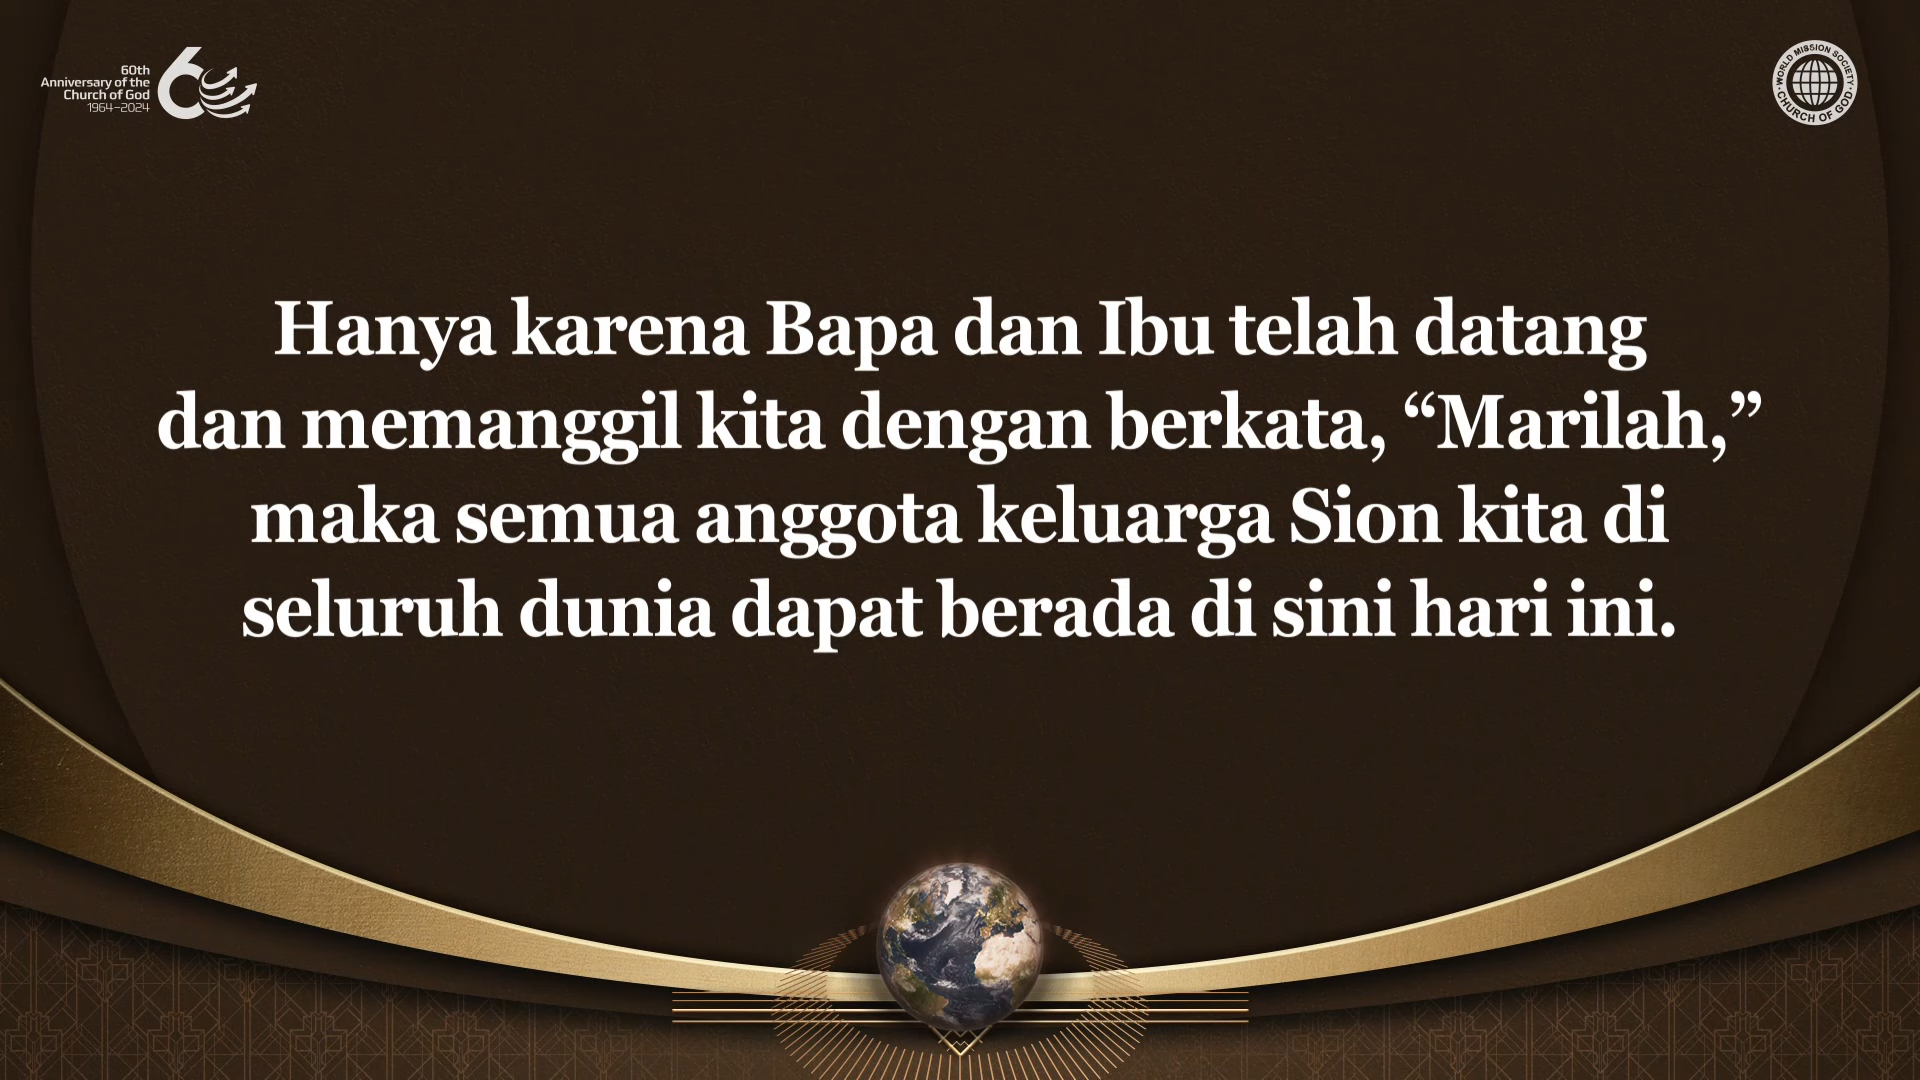 60th
Anniversary of the
Church of God
1964–2024
WORLD MISSION SOCIETY
CHURCH OF GOD
Hanya karena Bapa dan Ibu telah datang
dan memanggil kita dengan berkata, “Marilah,”
maka semua anggota keluarga Sion kita di
seluruh dunia dapat berada di sini hari ini.